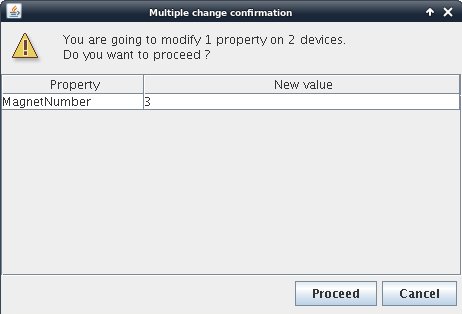 Multiple change confirmation
You are going to modify 1 property on 2 devices.
Do you want to proceed ?
Property New value
MagnetNumber 3
Proceed Cancel